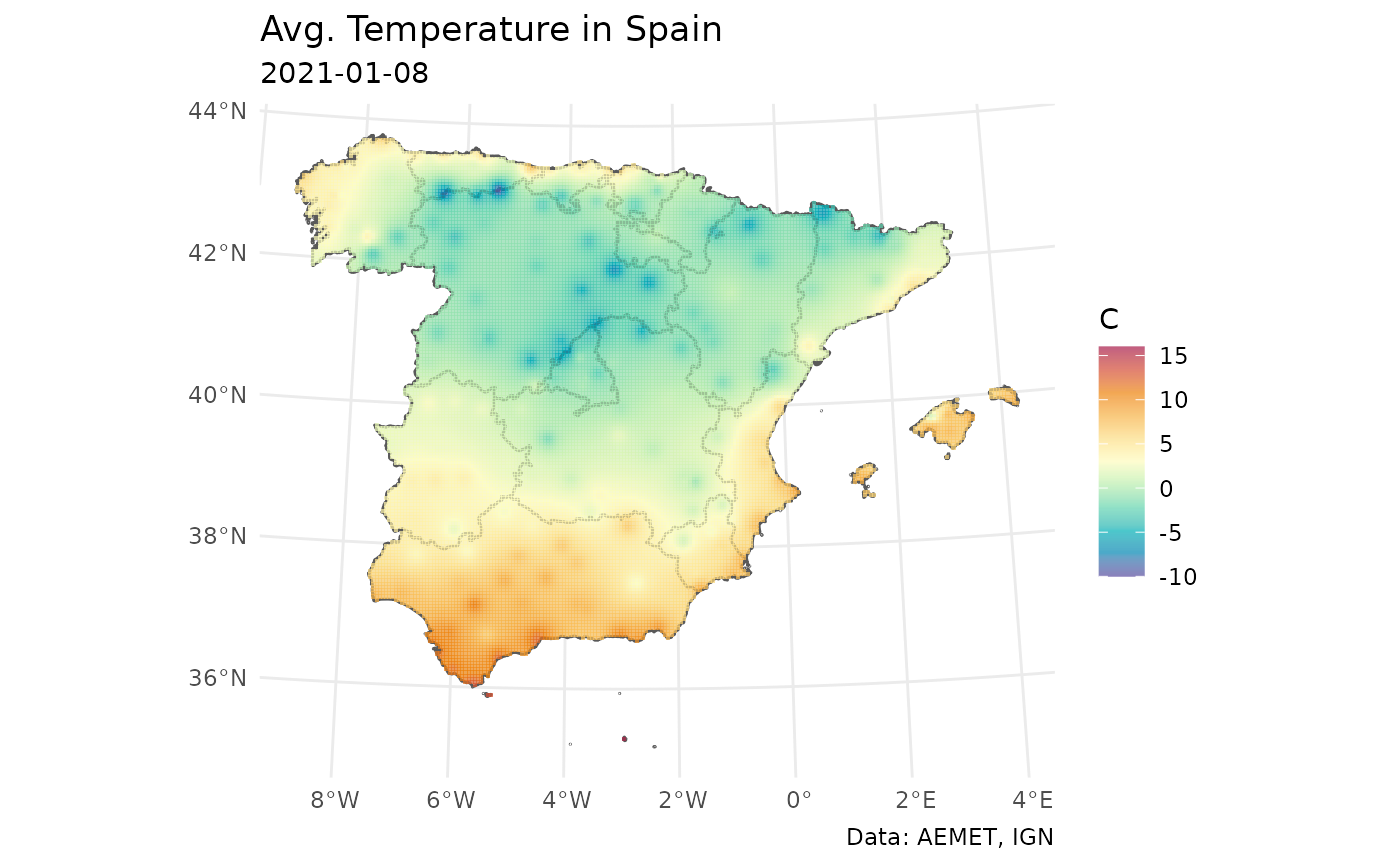 Avg. Temperature in Spain
2021-01-08
44°N
42°N
40°N
38°N
36°N
8°W 6°W 4°W 2°W 0° 2°E 4°E
C
15
10
5
0
-5
-10
Data: AEMET, IGN